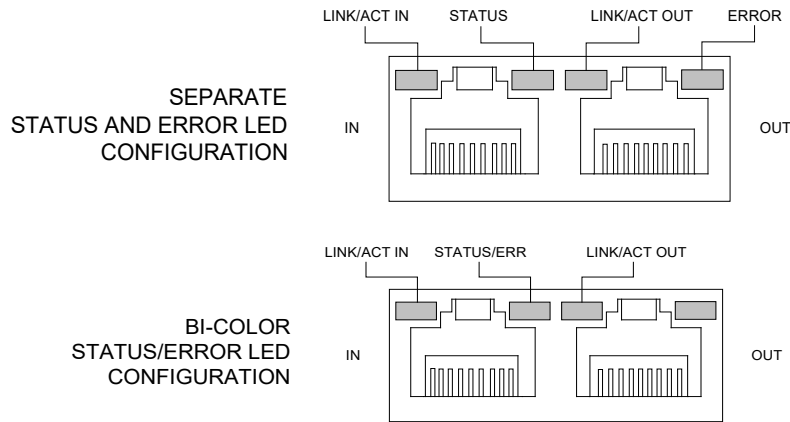 LINK/ACT IN STATUS LINK/ACT OUT ERROR
SEPARATE
STATUS AND ERROR LED
CONFIGURATION
IN OUT
LINK/ACT IN STATUS/ERR LINK/ACT OUT
BI-COLOR
STATUS/ERROR LED
CONFIGURATION
IN OUT